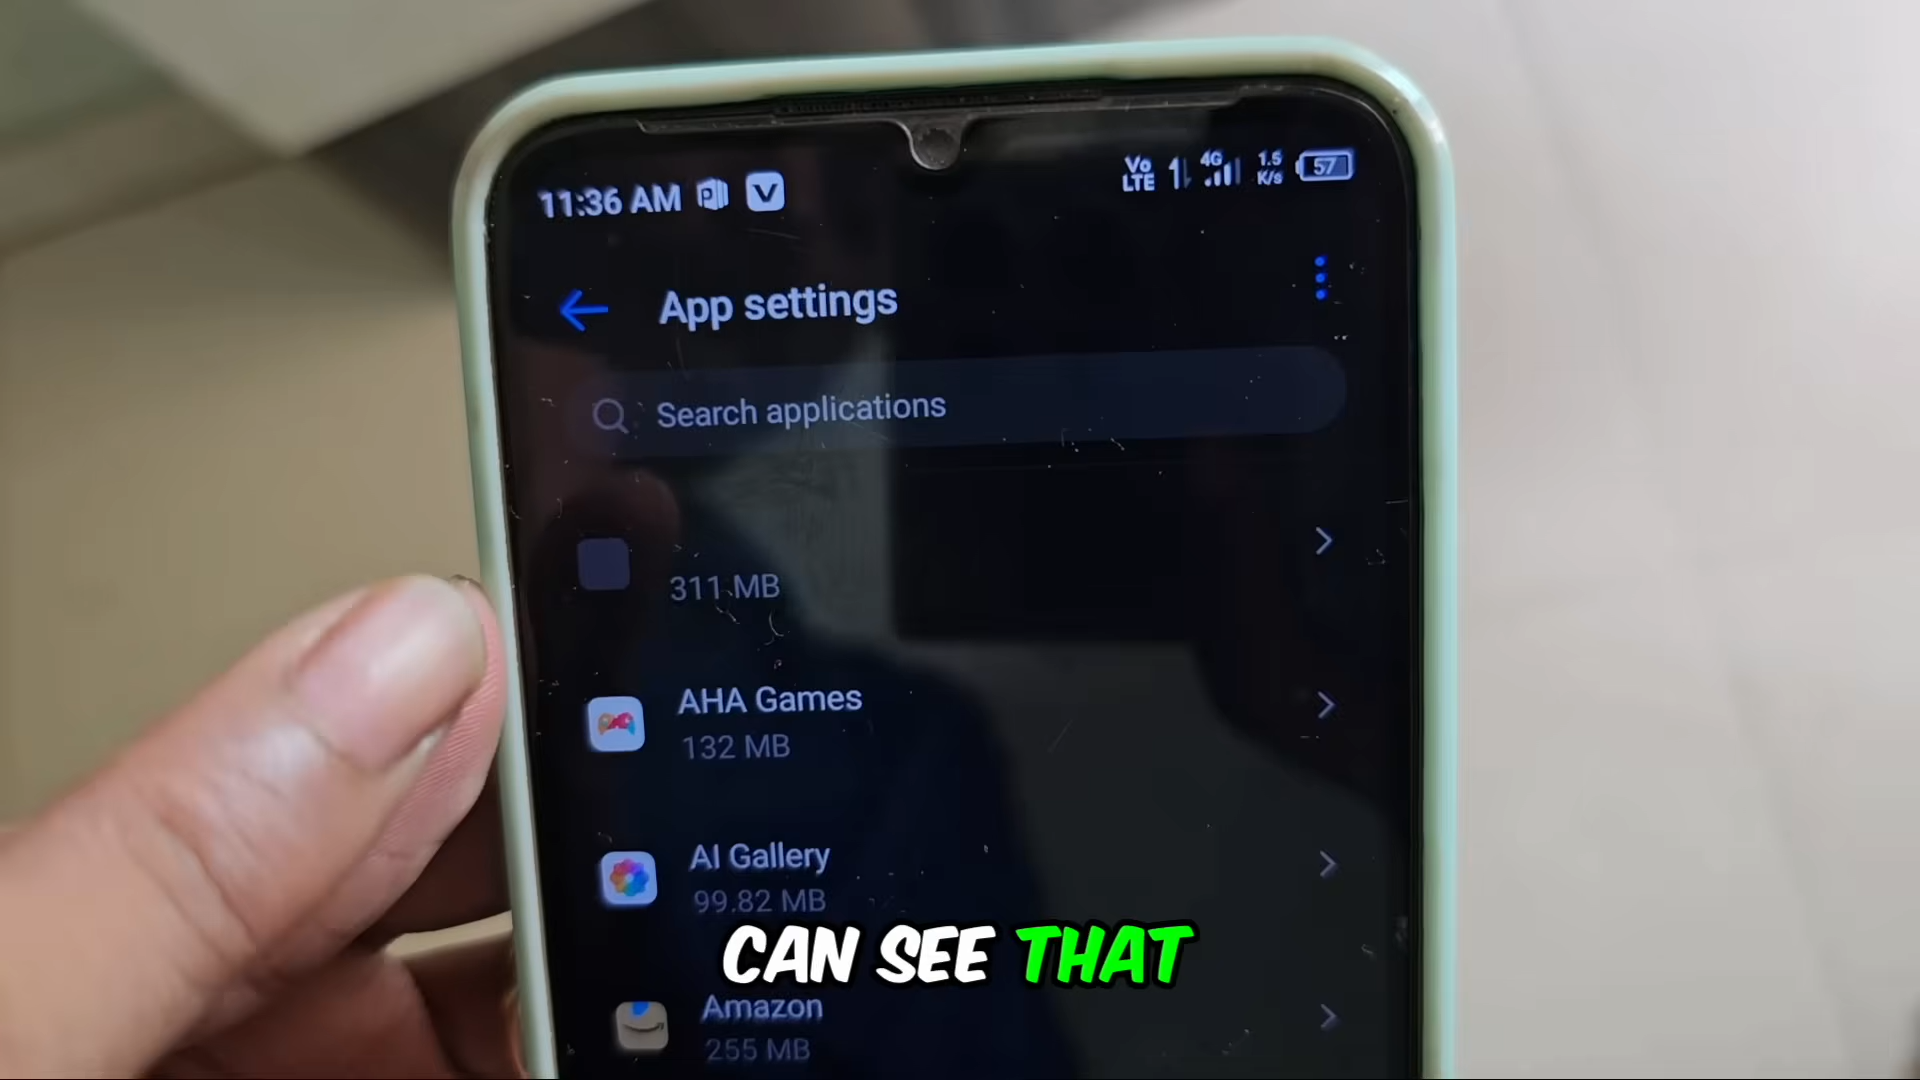 11:36 AM
Vo LTE 4G 1.5 K/s 57
App settings
Search applications
311 MB
AHA Games
132 MB
AI Gallery
99.82 MB
CAN SEE THAT
Amazon
255 MB